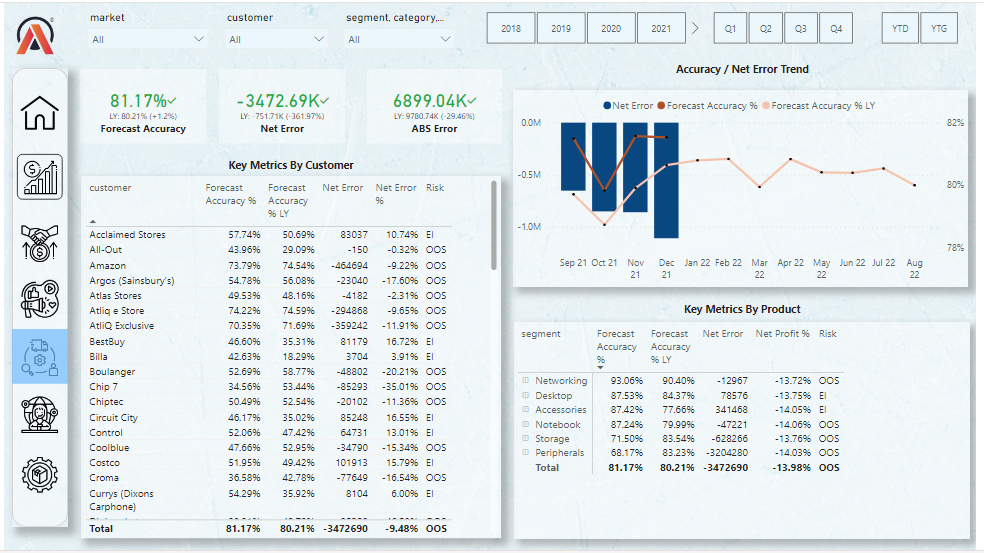 market customer segment, category,...
All All All
2018 2019 2020 2021 Q1 Q2 Q3 Q4 YTD YTG
81.17%
LY: 80.21% (+1.2%)
Forecast Accuracy
-3472.69K
LY: -751.71K (-361.97%)
Net Error
6899.04K
LY: 9780.74K (-29.46%)
ABS Error
Accuracy / Net Error Trend
Net Error Forecast Accuracy % Forecast Accuracy % LY
0.0M
-0.5M
-1.0M
82%
80%
78%
Sep 21 Oct 21 Nov 21 Dec 21 Jan 22 Feb 22 Mar 22 Apr 22 May 22 Jun 22 Jul 22 Aug 22
Key Metrics By Customer
customer Forecast Accuracy % Forecast Accuracy % LY Net Error Net Error % Risk
Acclaimed Stores 57.74% 50.69% 83037 10.74% EI
All-Out 43.96% 29.09% -150 -0.32% OOS
Amazon 73.79% 74.54% -464694 -9.22% OOS
Argos (Sainsbury's) 54.78% 56.08% -23040 -17.60% OOS
Atlas Stores 49.53% 48.16% -4182 -2.31% OOS
Atliq e Store 74.22% 74.59% -294868 -9.65% OOS
AtliQ Exclusive 70.35% 71.69% -359242 -11.91% OOS
BestBuy 46.60% 35.31% 81179 16.72% EI
Billa 42.63% 18.29% 3704 3.91% EI
Boulanger 52.69% 58.77% -48802 -20.21% OOS
Chip 7 34.56% 53.44% -85293 -35.01% OOS
Chiptec 50.49% 52.54% -20102 -11.36% OOS
Circuit City 46.17% 35.02% 85248 16.55% EI
Control 52.06% 47.42% 64731 13.01% EI
Coolblue 47.66% 52.95% -34790 -15.34% OOS
Costco 51.95% 49.42% 101913 15.79% EI
Croma 36.58% 42.78% -77649 -16.54% OOS
Currys (Dixons Carphone) 54.29% 35.92% 8104 6.00% EI
Total 81.17% 80.21% -3472690 -9.48% OOS
Key Metrics By Product
segment Forecast Accuracy % Forecast Accuracy % LY Net Error Net Profit % Risk
Networking 93.06% 90.40% -12967 -13.72% OOS
Desktop 87.53% 84.37% 78576 -13.75% EI
Accessories 87.42% 77.66% 341468 -14.05% EI
Notebook 87.24% 79.99% -47221 -14.06% OOS
Storage 71.50% 83.54% -628266 -13.76% OOS
Peripherals 68.17% 83.23% -3204280 -14.03% OOS
Total 81.17% 80.21% -3472690 -13.98% OOS